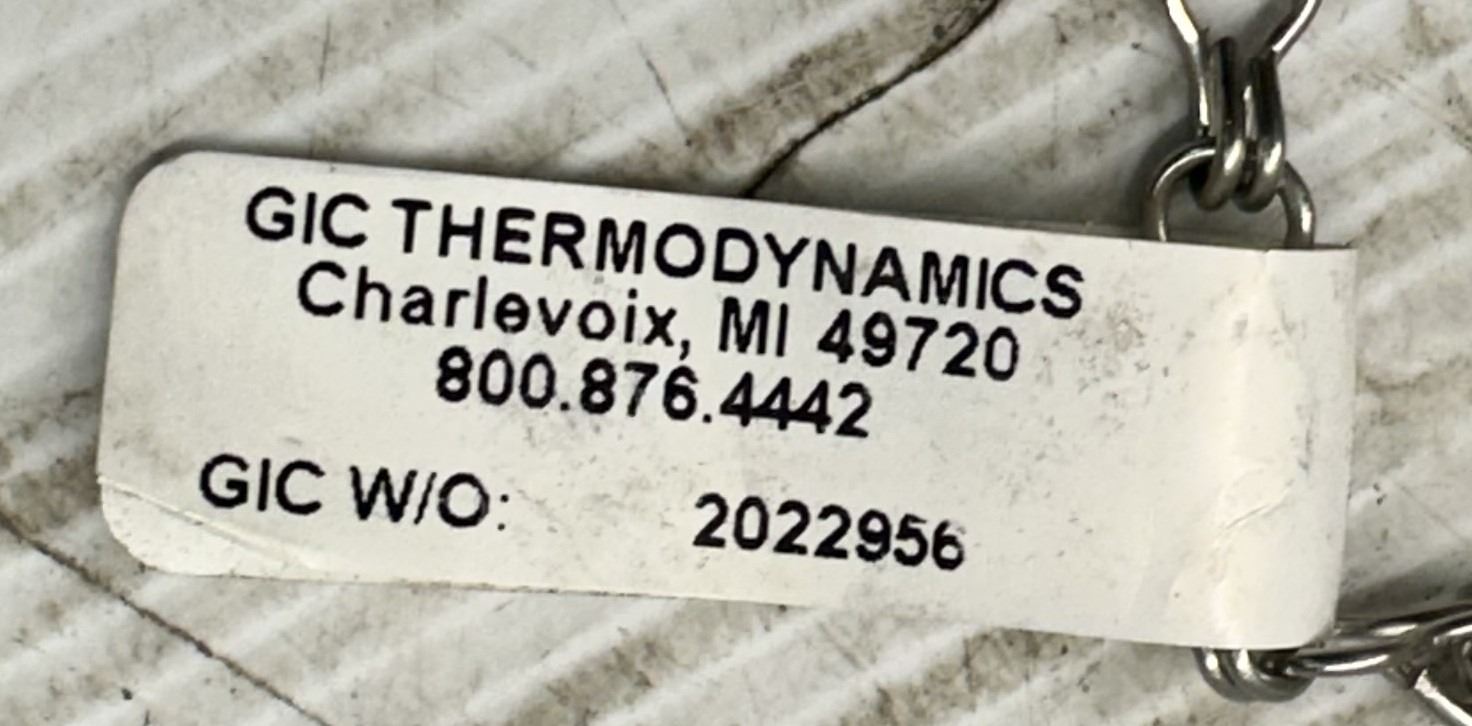 GIC THERMODYNAMICS
Charlevoix, MI 49720
800.876.4442
GIC W/O: 2022956